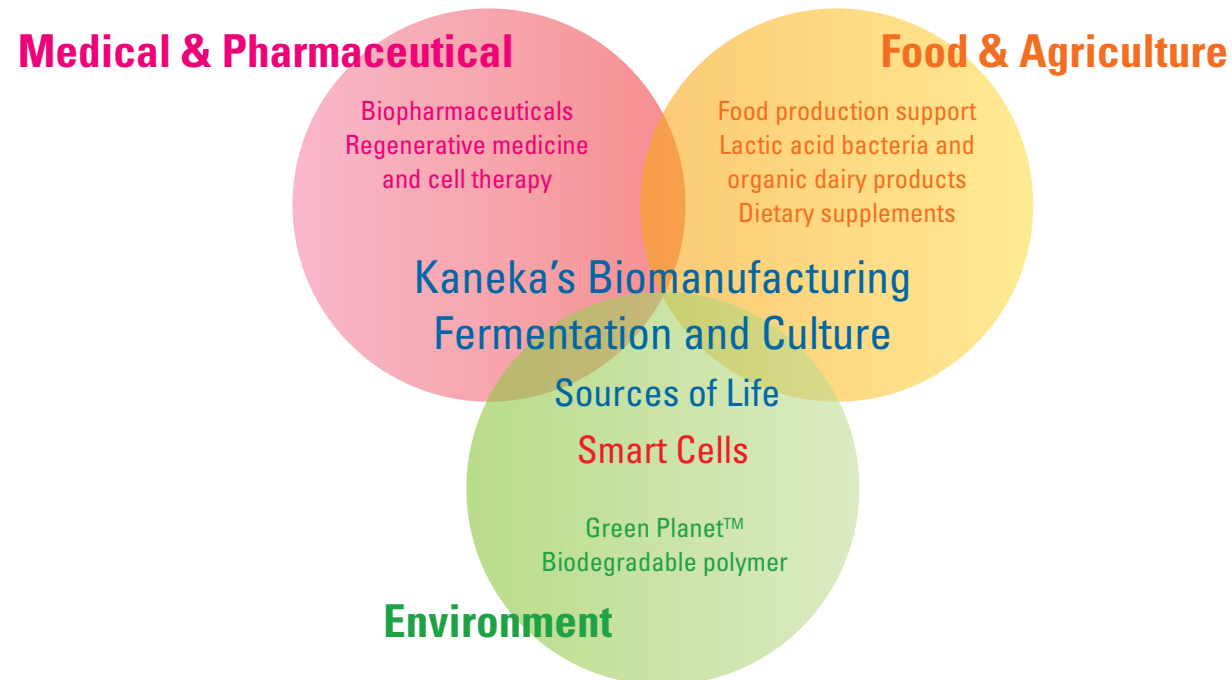 Medical & Pharmaceutical
Biopharmaceuticals
Regenerative medicine
and cell therapy
Food & Agriculture
Food production support
Lactic acid bacteria and
organic dairy products
Dietary supplements
Kaneka’s Biomanufacturing
Fermentation and Culture
Sources of Life
Smart Cells
Green Planet™
Biodegradable polymer
Environment